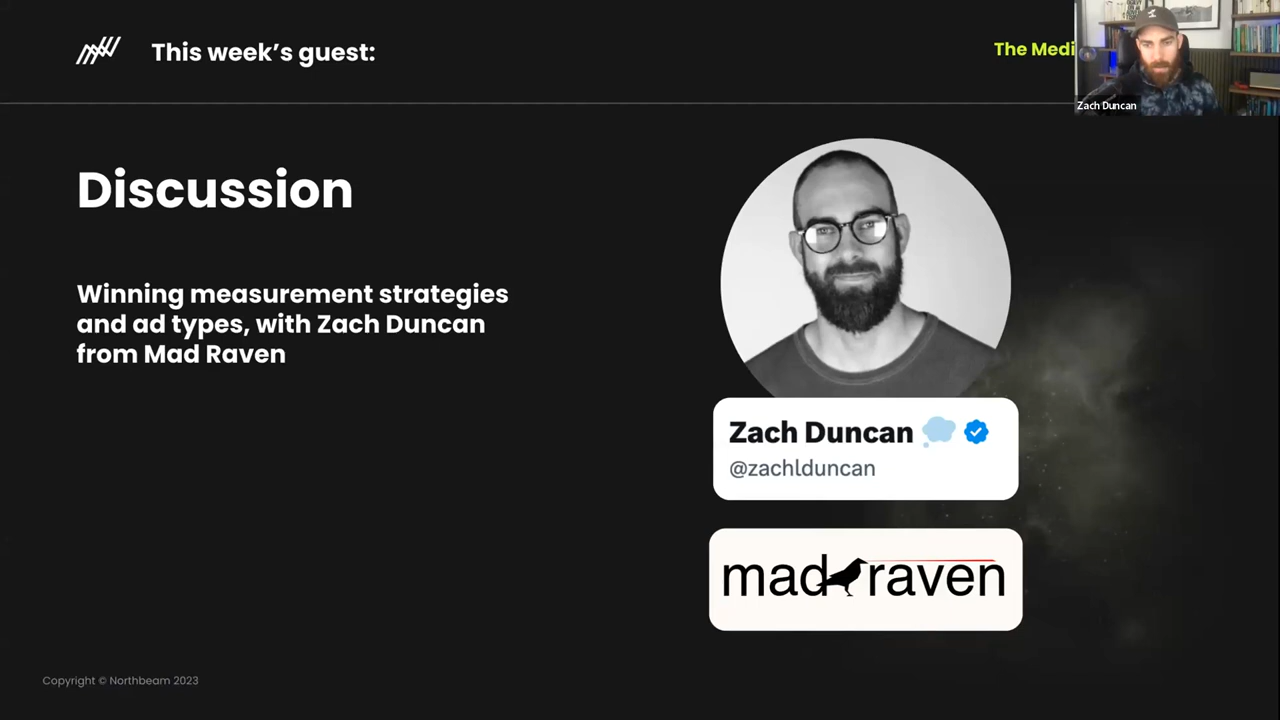 This week’s guest:
The Medi
Zach Duncan
Discussion
Winning measurement strategies
and ad types, with Zach Duncan
from Mad Raven
Zach Duncan
@zachlduncan
mad raven
Copyright © Northbeam 2023